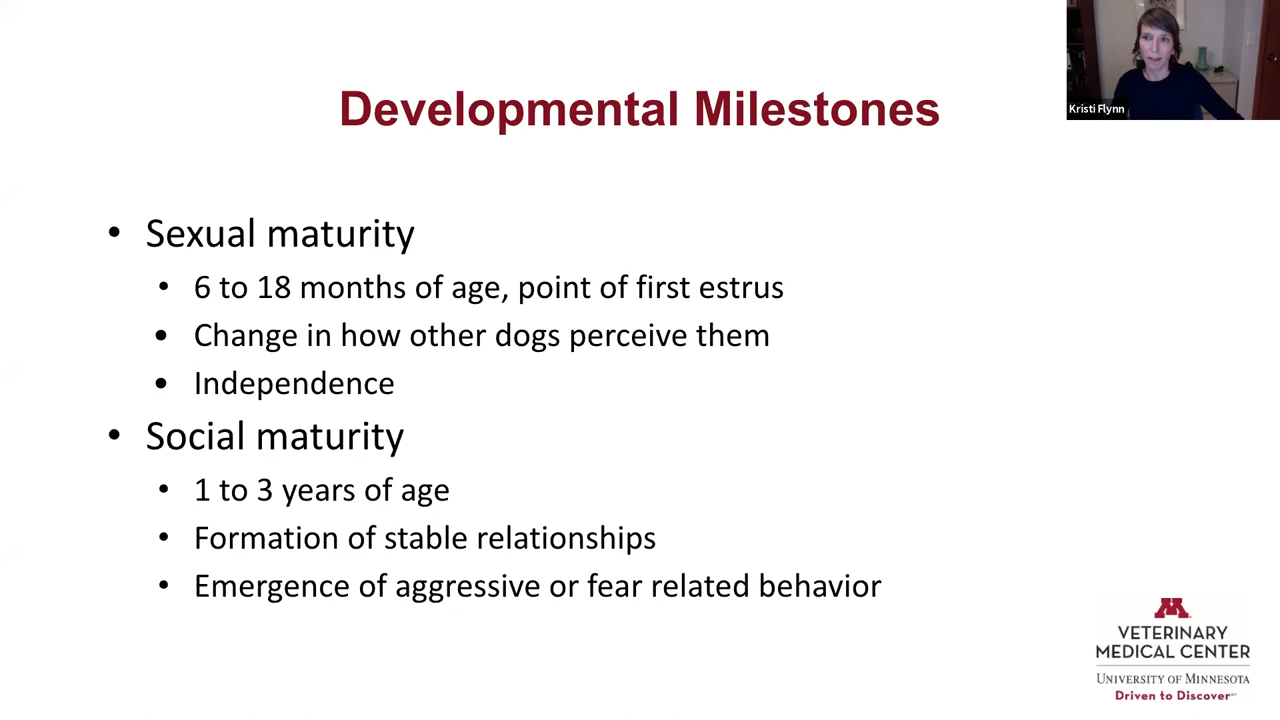 Kristi Flynn
Developmental Milestones
• Sexual maturity
• 6 to 18 months of age, point of first estrus
• Change in how other dogs perceive them
• Independence
• Social maturity
• 1 to 3 years of age
• Formation of stable relationships
• Emergence of aggressive or fear related behavior
M
VETERINARY
MEDICAL CENTER
UNIVERSITY OF MINNESOTA
Driven to Discover℠